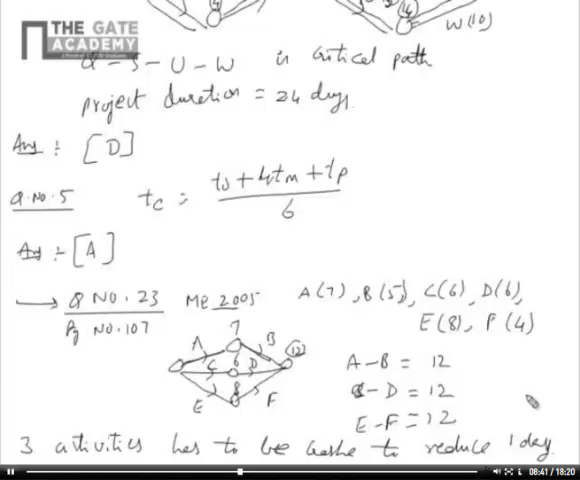 W(10)
THE GATE
ACADEMY
Q - S - U - W is critical path
project duration = 24 days.
Ans :- [D]
Q.No.5 tc = to + 4tm + tp
6
Ans :- [A]
→ Q NO. 23 ME 2005 A(7), B(5), C(6), D(6),
Pg NO. 107 E(8), F(4)
7
A B 12
C 6 D
8
E F
A-B = 12
C-D = 12
E-F = 12
3 activities has to be crashe to reduce 1 day.
08:41 / 18:20